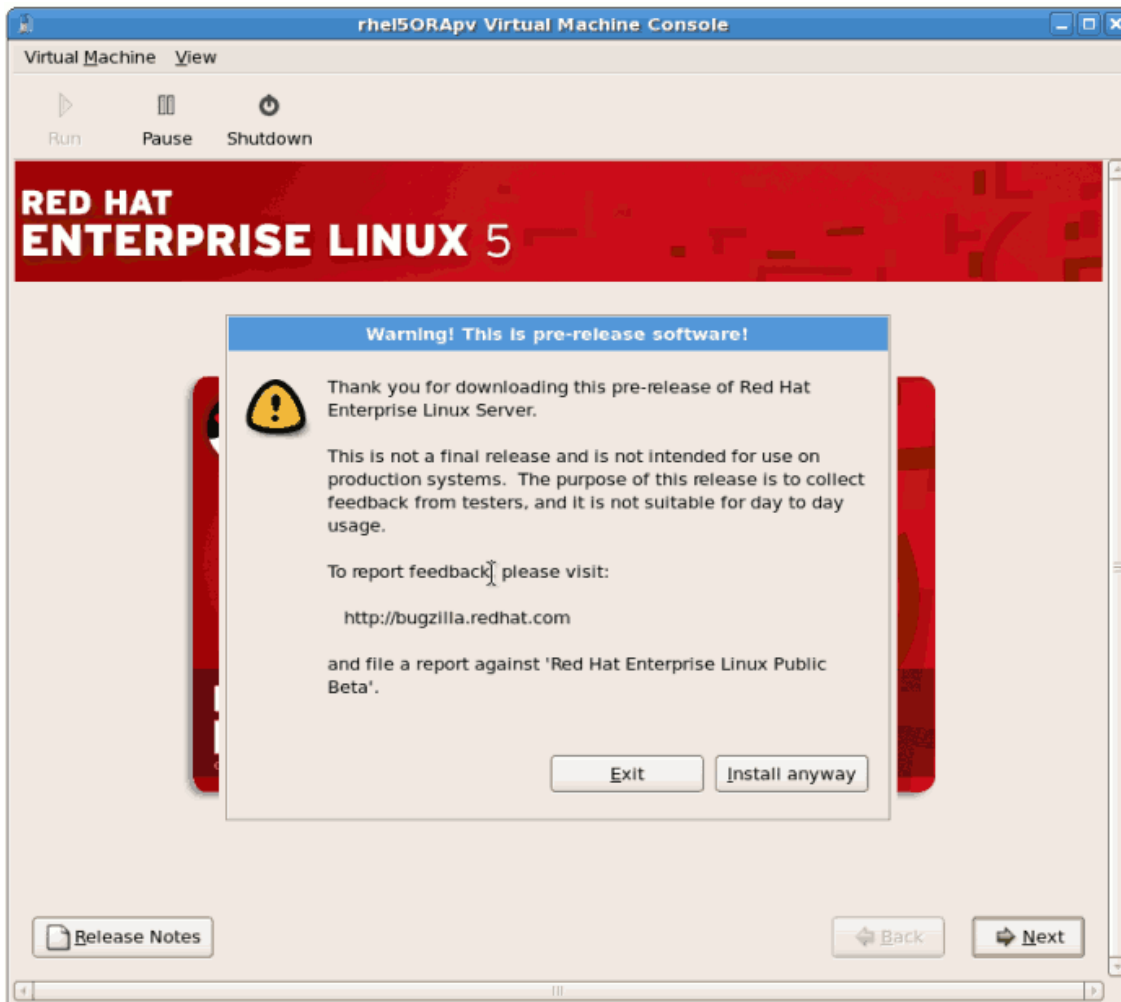 rhel5ORApv Virtual Machine Console
Virtual Machine View
Run Pause Shutdown
RED HAT
ENTERPRISE LINUX 5
Warning! This is pre-release software!
Thank you for downloading this pre-release of Red Hat
Enterprise Linux Server.
This is not a final release and is not intended for use on
production systems.  The purpose of this release is to collect
feedback from testers, and it is not suitable for day to day
usage.
To report feedback, please visit:
http://bugzilla.redhat.com
and file a report against 'Red Hat Enterprise Linux Public
Beta'.
Exit Install anyway
Release Notes Back Next